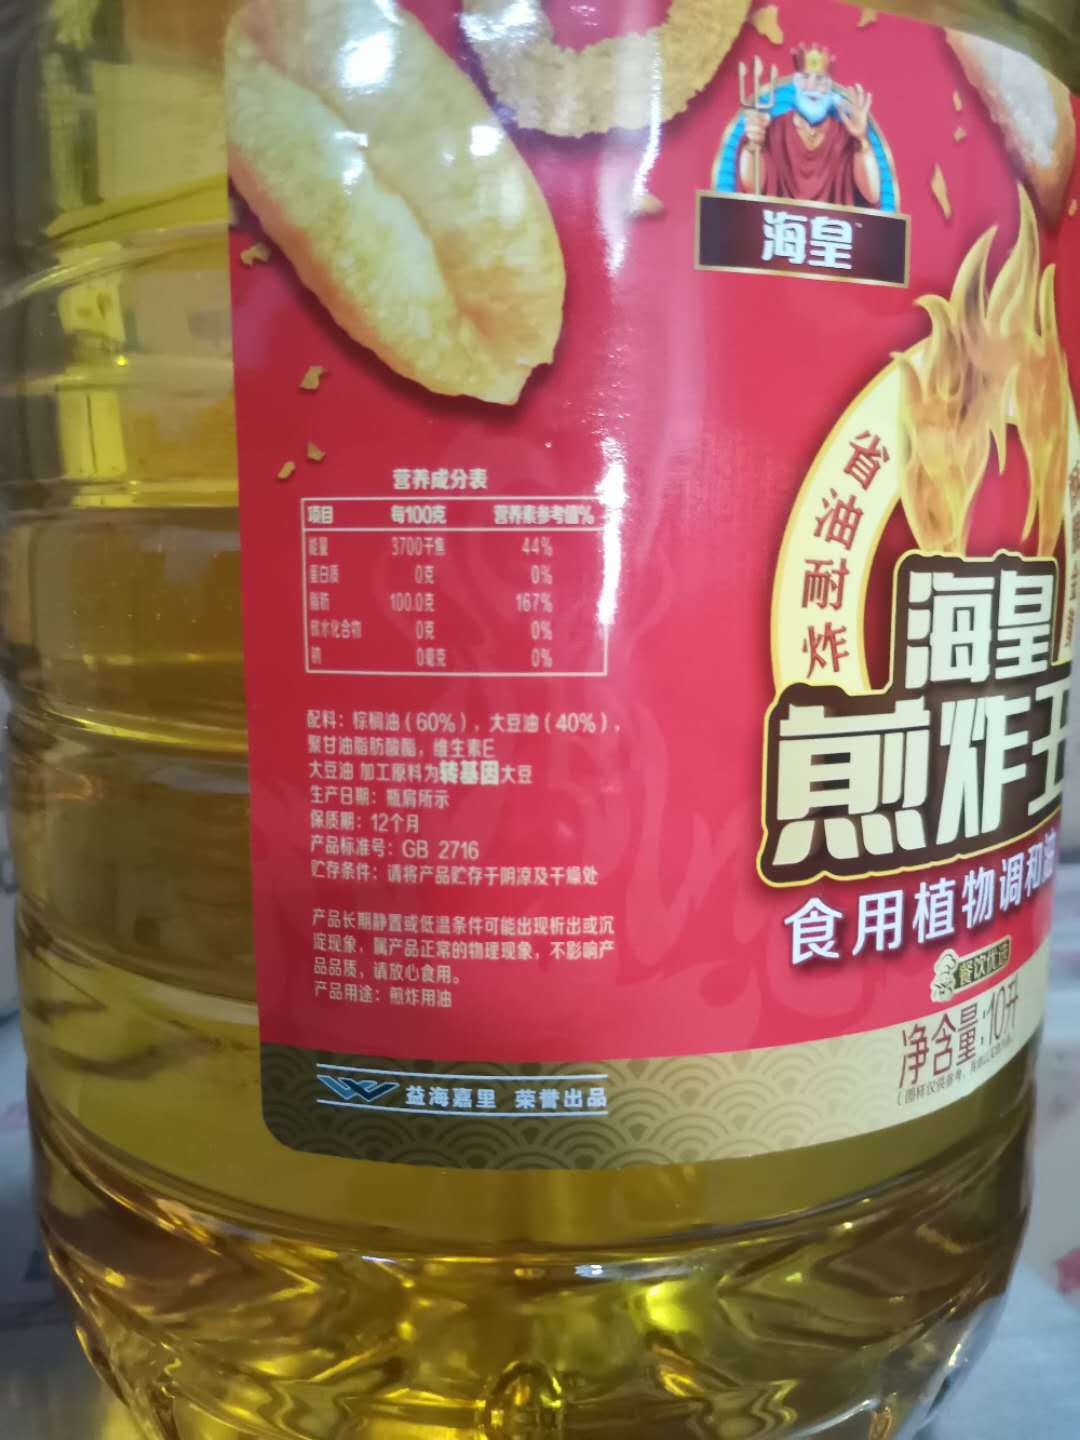 海皇
省油耐炸
海皇
煎炸王
食用植物调和油
餐饮优选
净含量:10升
营养成分表
项目 每100克 营养素参考值%
能量 3700千焦 44%
蛋白质 0克 0%
脂肪 100.0克 167%
碳水化合物 0克 0%
钠 0毫克 0%
配料：棕榈油（60%），大豆油（40%），
聚甘油脂肪酸酯，维生素E
大豆油 加工原料为转基因大豆
生产日期：瓶肩所示
保质期：12个月
产品标准号：GB 2716
贮存条件：请将产品贮存于阴凉及干燥处
产品长期静置或低温条件可能出现析出或沉
淀现象，属产品正常的物理现象，不影响产
品品质，请放心食用。
产品用途：煎炸用油
益海嘉里 荣誉出品